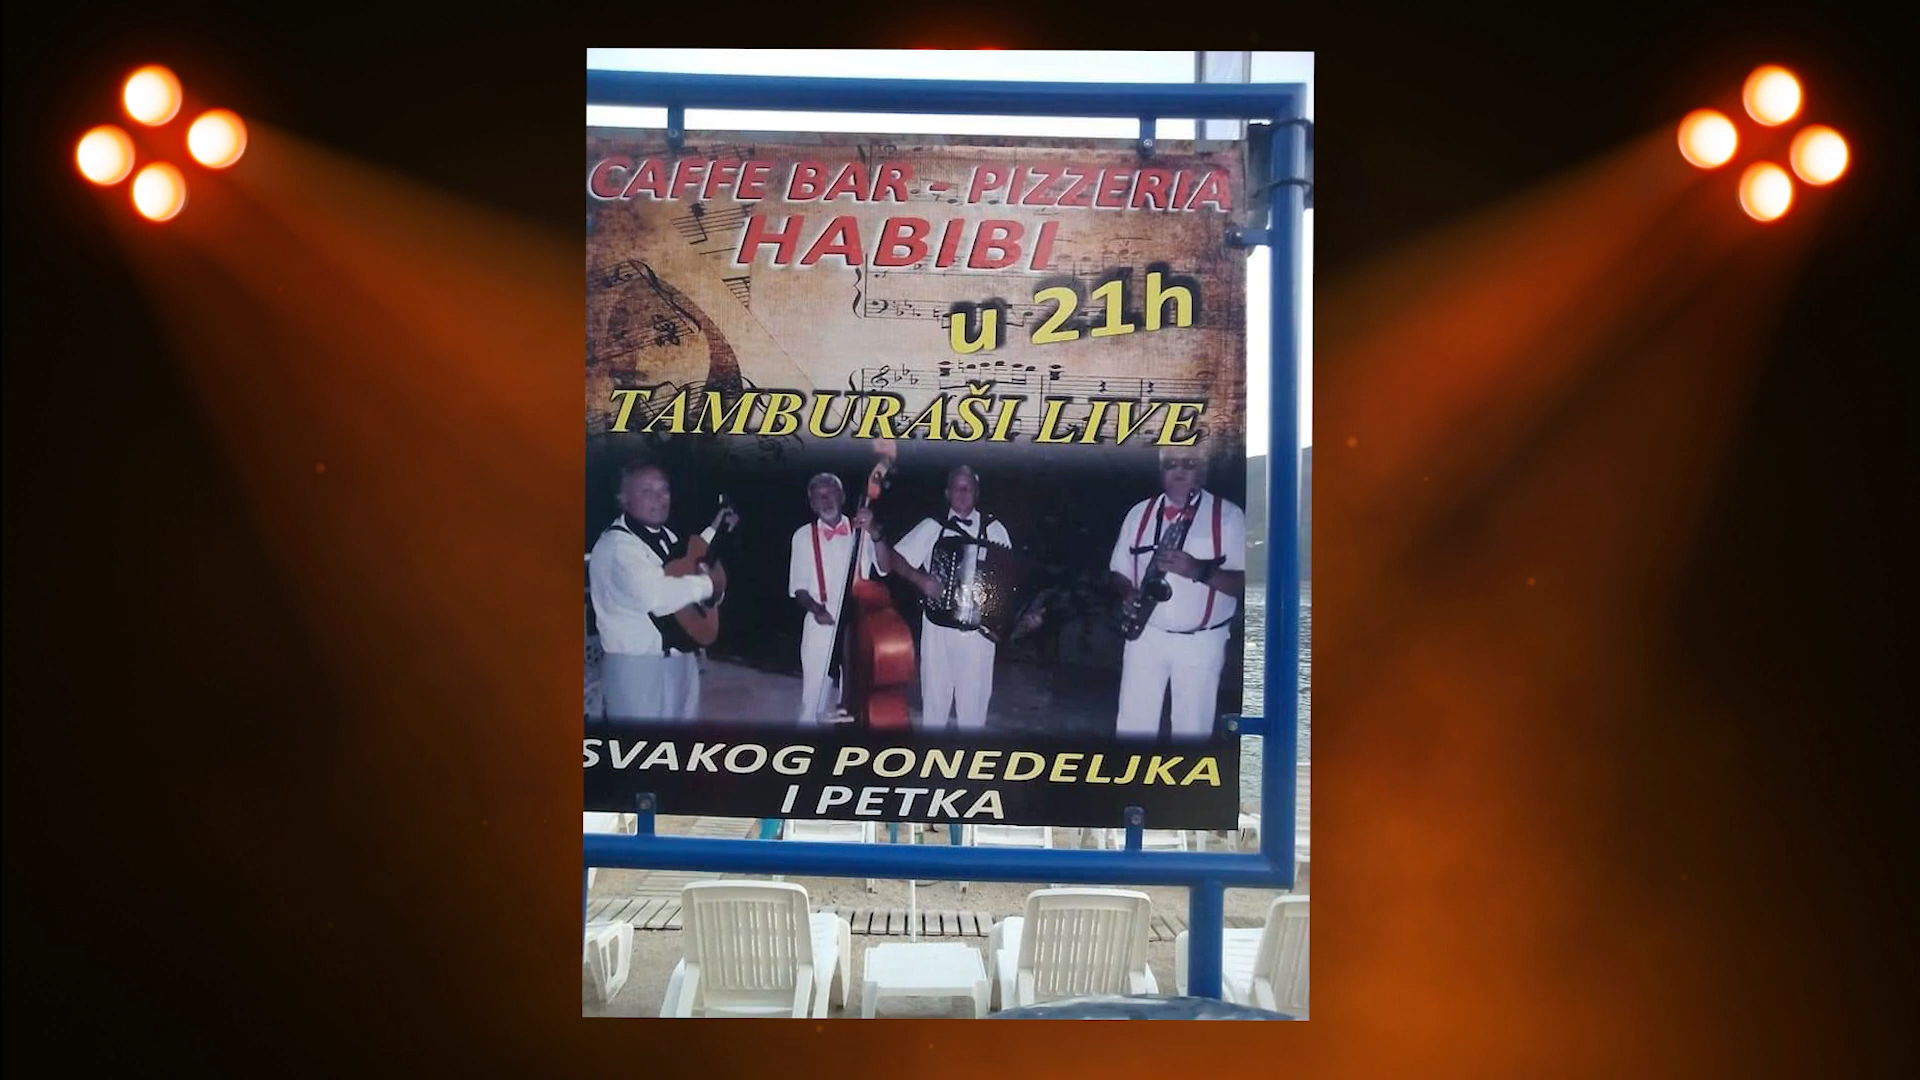 CAFFE BAR - PIZZERIA
HABIBI
u 21h
TAMBURAŠI LIVE
SVAKOG PONEDELJKA
I PETKA